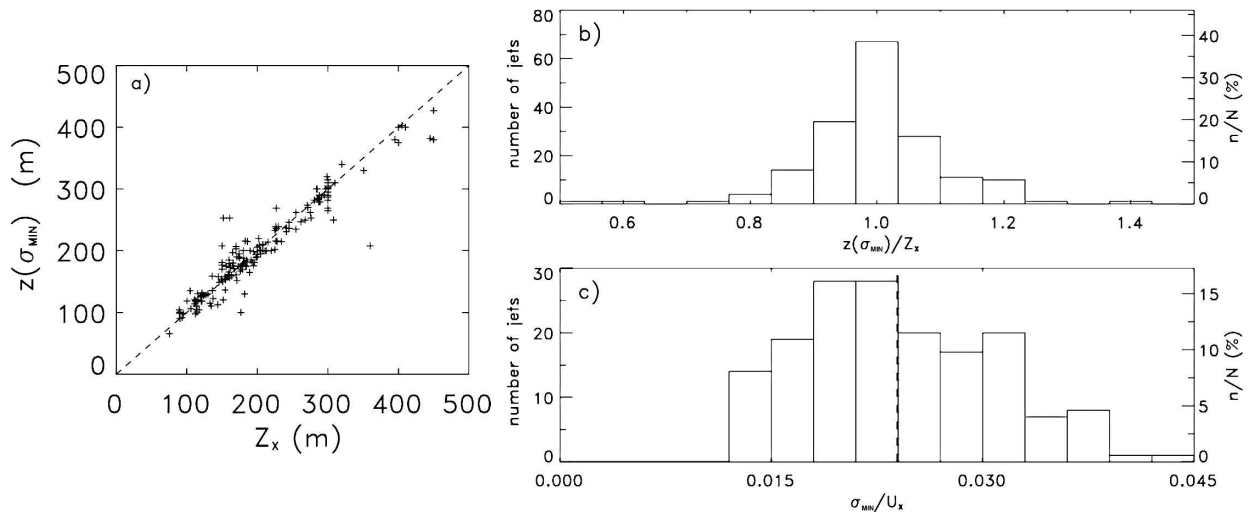 a)
500
400
300
200
100
0
z(σMIN) (m)
0 100 200 300 400 500
Zx (m)
b)
80
60
40
20
0
number of jets
40
30
20
10
0
n/N (%)
0.6 0.8 1.0 1.2 1.4
z(σMIN)/Zx
c)
30
20
10
0
number of jets
15
10
5
0
n/N (%)
0.000 0.015 0.030 0.045
σMIN/Ux